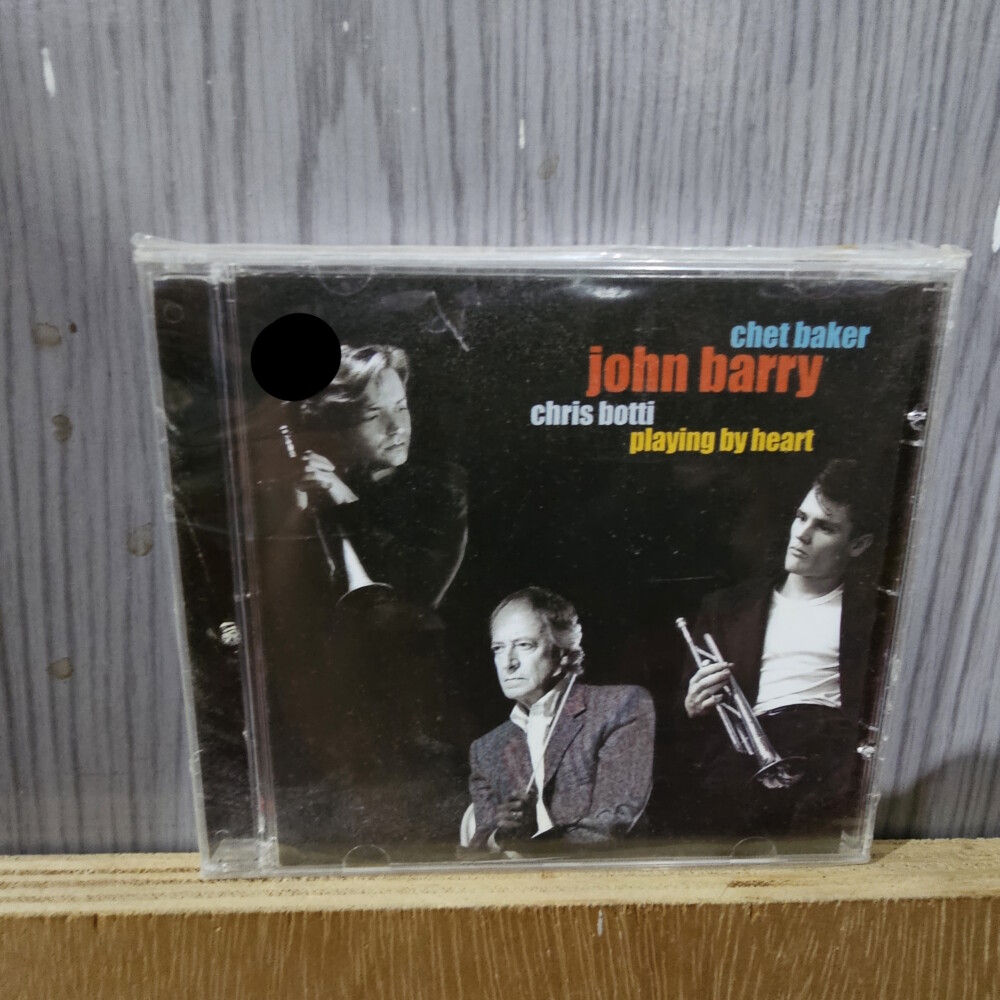 chet baker
john barry
chris botti
playing by heart